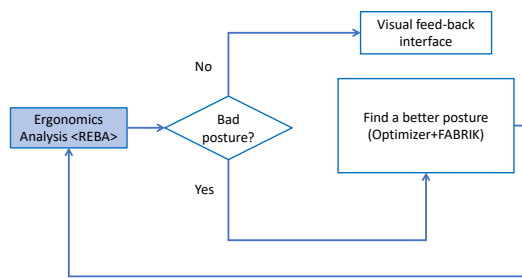 Visual feed-back
interface
No
Ergonomics
Analysis <REBA>
Bad
posture?
Find a better posture
(Optimizer+FABRIK)
Yes